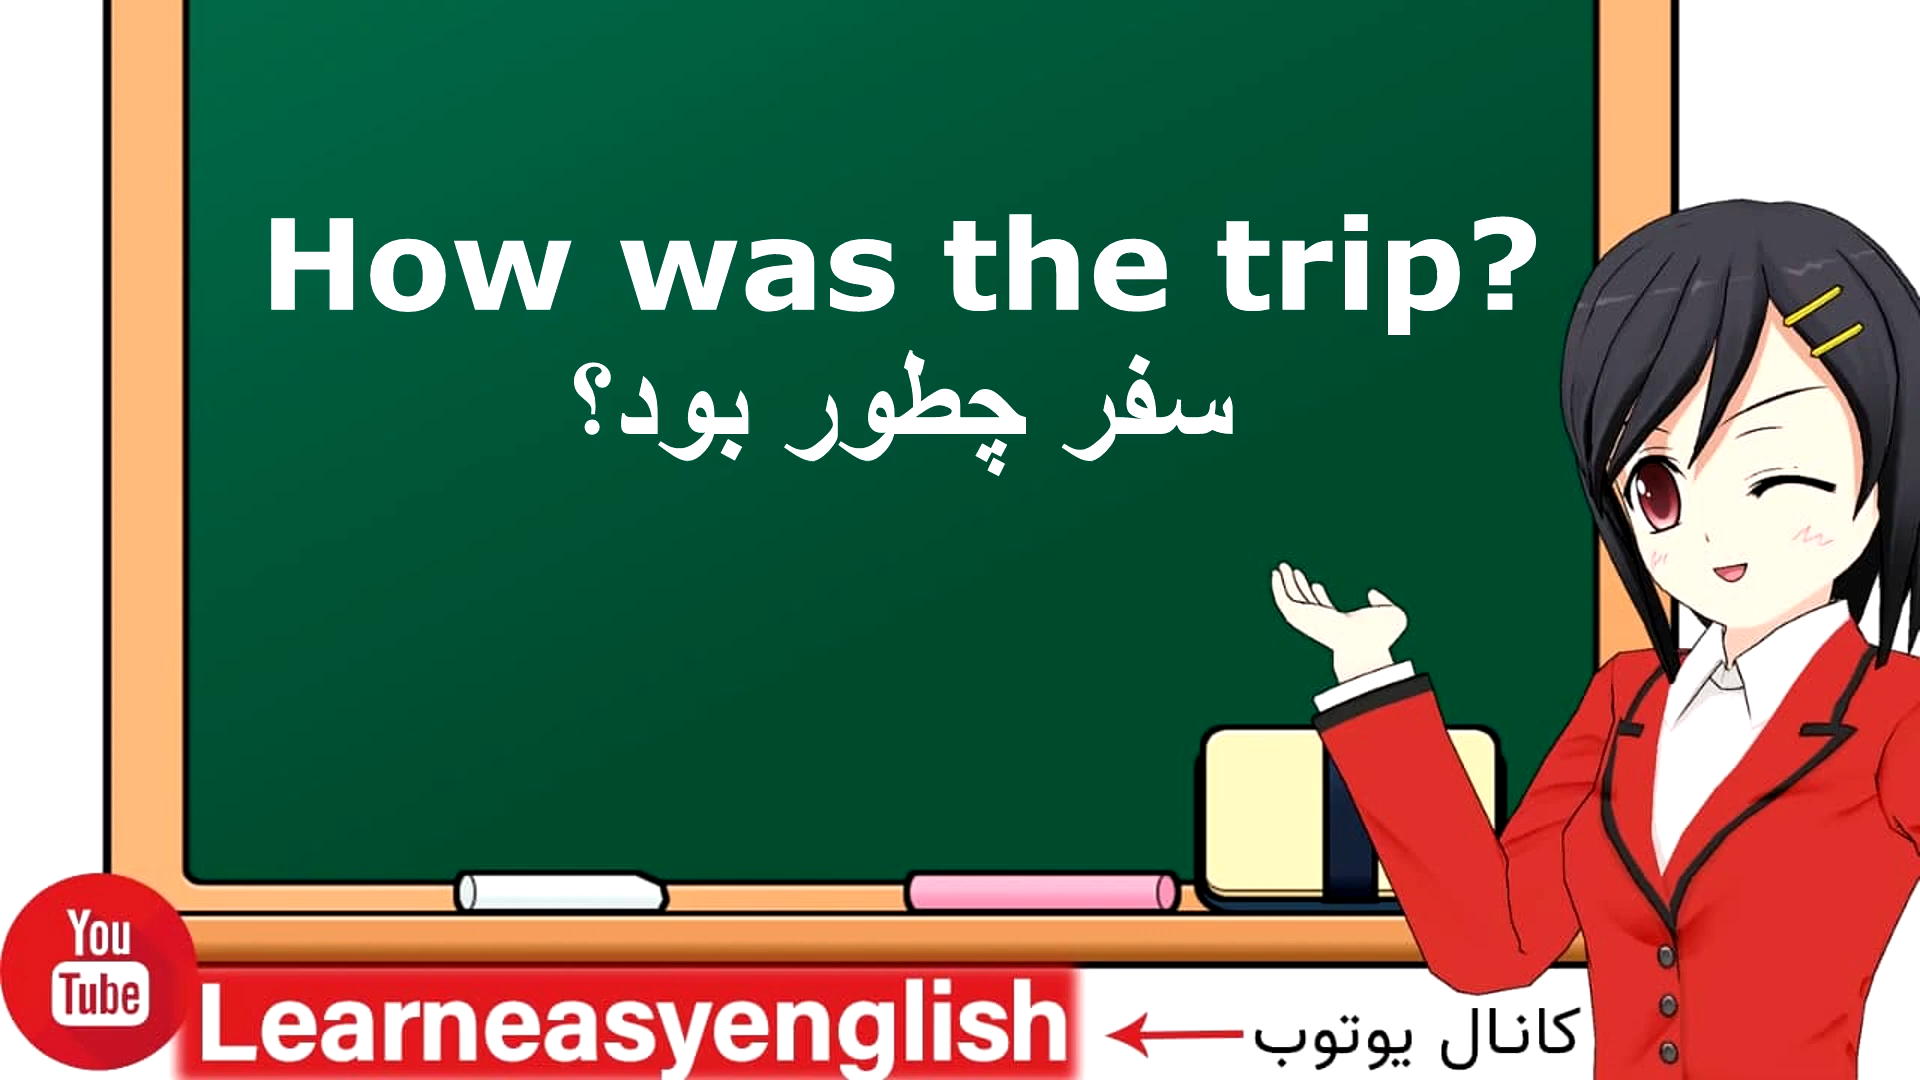 How was the trip?
سفر چطور بود؟
You
Tube
Learneasyenglish
کانال یوتوب